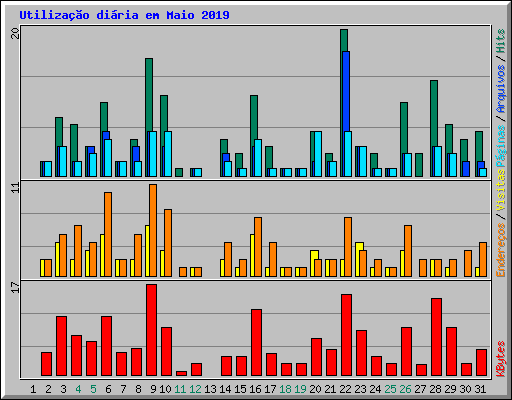 Utilização diária em Maio 2019
20
11
17
Endereços / Visitas Páginas / Arquivos / Hits
KBytes
1 2 3 4 5 6 7 8 9 10 11 12 13 14 15 16 17 18 19 20 21 22 23 24 25 26 27 28 29 30 31